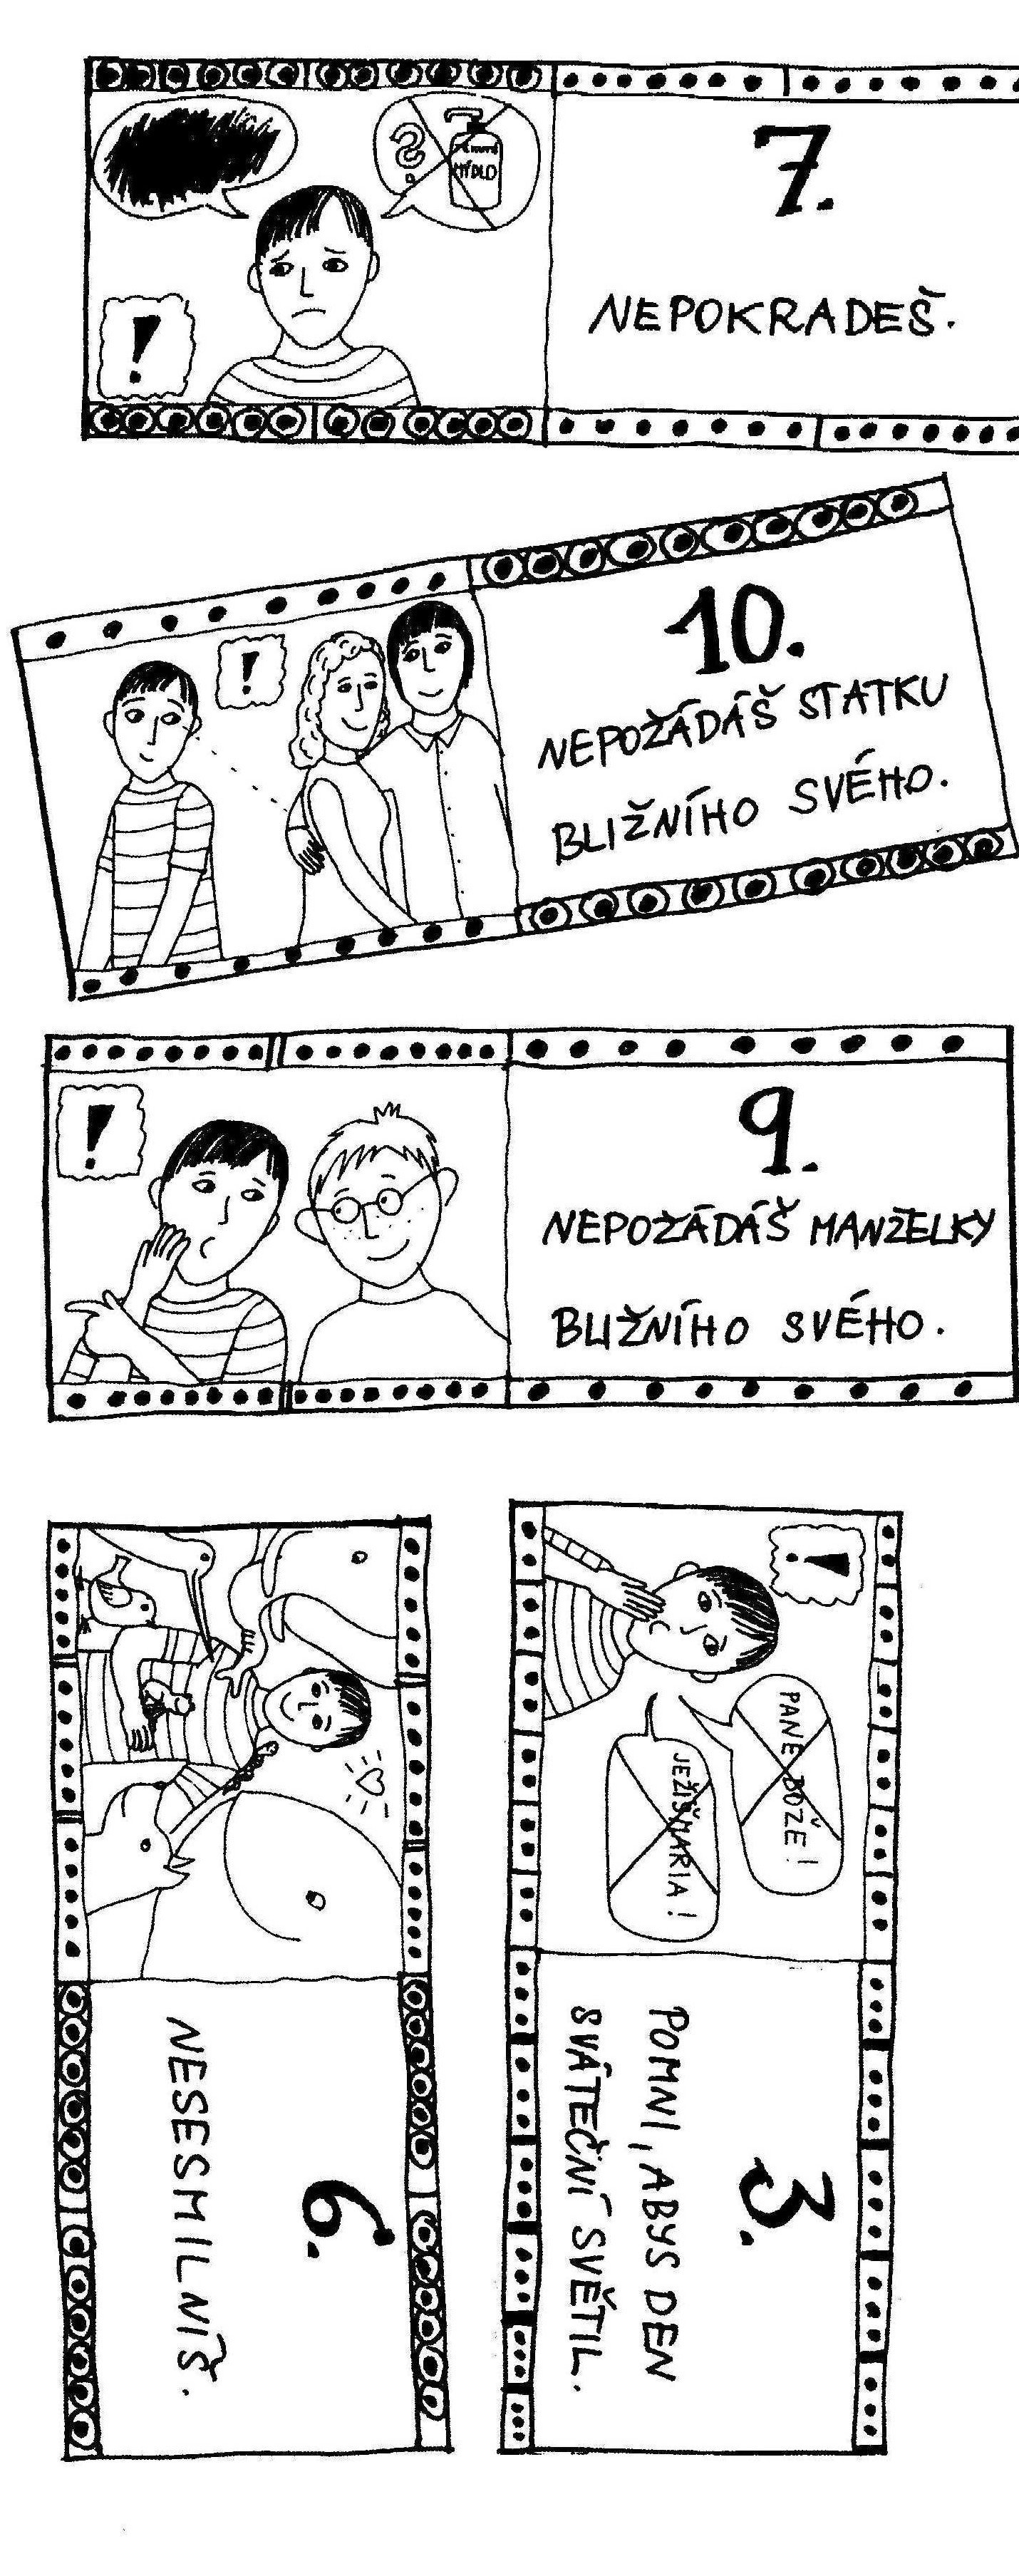 !
?
MÝDLO
7.
NEPOKRADEŠ.
!
10.
NEPOŽÁDÁŠ STATKU
BLIŽNÍHO SVÉHO.
!
9.
NEPOŽÁDÁŠ MANŽELKY
BLIŽNÍHO SVÉHO.
6.
NESESMILNÍŠ.
!
PANE BOŽE!
JEŽIŠMARIA!
3.
POMNI, ABYS DEN
SVÁTEČNÍ SVĚTIL.